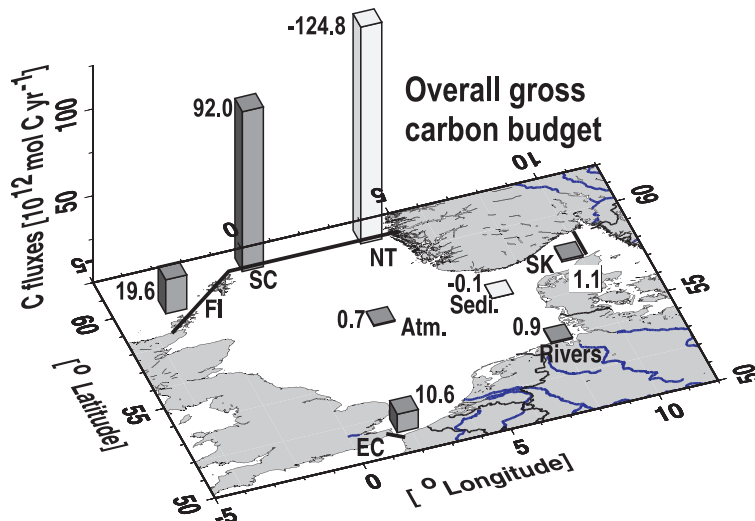 -124.8
Overall gross
carbon budget
92.0
C fluxes [10¹² mol C yr⁻¹]
100
50
10
5
0
-5
60
NT
SC
SK
1.1
19.6
FI
-0.1
Sedi.
55
0.7
Atm.
0.9
Rivers
60
50
10.6
10
55
[° Latitude]
EC
5
[° Longitude]
0
50
-5